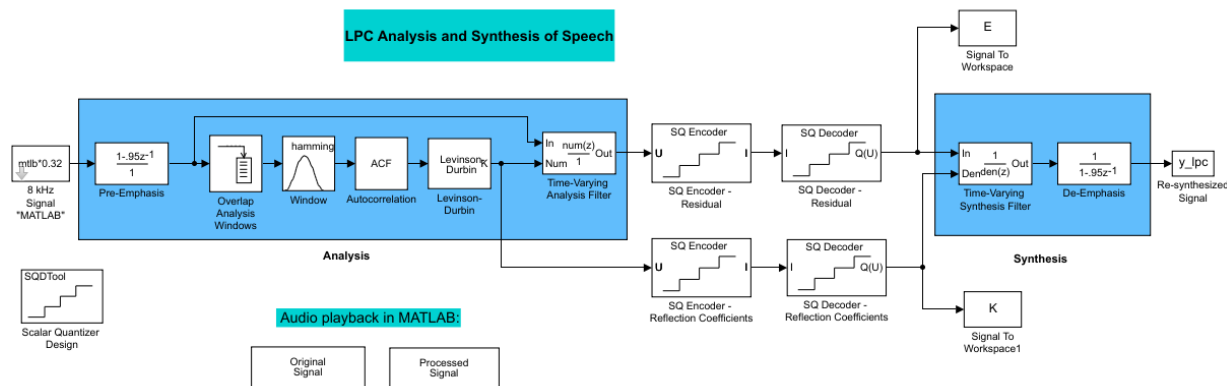 LPC Analysis and Synthesis of Speech
E
Signal To
Workspace
mtlb*0.32
8 kHz
Signal
"MATLAB"
1-.95z-1
1
Pre-Emphasis
Overlap
Analysis
Windows
hamming
Window
ACF
Autocorrelation
Levinson-
Durbin
K
Levinson-
Durbin
In
Num
num(z)
1
Out
Time-Varying
Analysis Filter
Analysis
SQ Encoder
U
I
SQ Encoder -
Residual
SQ Decoder
I
Q(U)
SQ Decoder -
Residual
In
Den
1
den(z)
Out
Time-Varying
Synthesis Filter
1
1-.95z-1
De-Emphasis
Synthesis
y_lpc
Re-synthesized
Signal
SQ Encoder
U
I
SQ Encoder -
Reflection Coefficients
SQ Decoder
I
Q(U)
SQ Decoder -
Reflection Coefficients
K
Signal To
Workspace1
SQDTool
Scalar Quantizer
Design
Audio playback in MATLAB:
Original
Signal
Processed
Signal